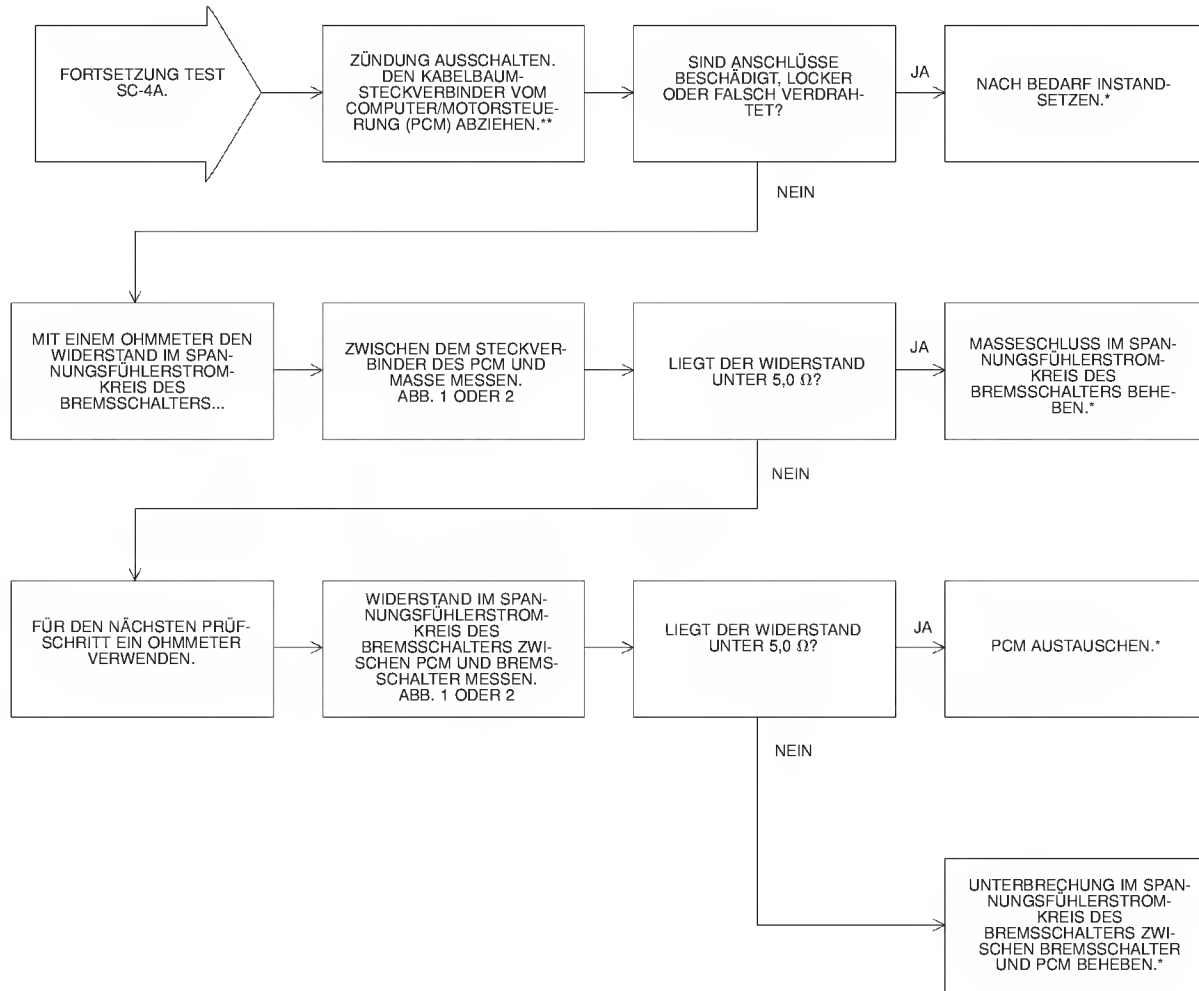 FORTSETZUNG TEST
SC-4A.
ZÜNDUNG AUSSCHALTEN.
DEN KABELBAUM-
STECKVERBINDER VOM
COMPUTER/MOTORSTEUE-
RUNG (PCM) ABZIEHEN.**
SIND ANSCHLÜSSE
BESCHÄDIGT, LOCKER
ODER FALSCH VERDRAH-
TET?
JA
NACH BEDARF INSTAND-
SETZEN.*
NEIN
MIT EINEM OHMMETER DEN
WIDERSTAND IM SPAN-
NUNGSFÜHLERSTROM-
KREIS DES
BREMSSCHALTERS...
ZWISCHEN DEM STECKVER-
BINDER DES PCM UND
MASSE MESSEN.
ABB. 1 ODER 2
LIEGT DER WIDERSTAND
UNTER 5,0 Ω?
JA
MASSESCHLUSS IM SPAN-
NUNGSFÜHLERSTROM-
KREIS DES
BREMSSCHALTERS BEHE-
BEN.*
NEIN
FÜR DEN NÄCHSTEN PRÜF-
SCHRITT EIN OHMMETER
VERWENDEN.
WIDERSTAND IM SPAN-
NUNGSFÜHLERSTROM-
KREIS DES
BREMSSCHALTERS ZWI-
SCHEN PCM UND BREMS-
SCHALTER MESSEN.
ABB. 1 ODER 2
LIEGT DER WIDERSTAND
UNTER 5,0 Ω?
JA
PCM AUSTAUSCHEN.*
NEIN
UNTERBRECHUNG IM SPAN-
NUNGSFÜHLERSTROM-
KREIS DES
BREMSSCHALTERS ZWI-
SCHEN BREMSSCHALTER
UND PCM BEHEBEN.*